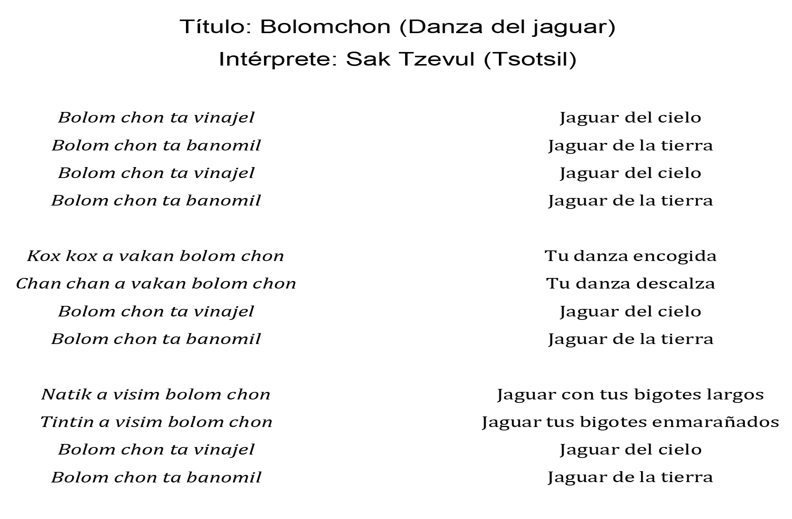 Título: Bolomchon (Danza del jaguar)
Intérprete: Sak Tzevul (Tsotsil)
Bolom chon ta vinajel
Bolom chon ta banomil
Bolom chon ta vinajel
Bolom chon ta banomil
Kox kox a vakan bolom chon
Chan chan a vakan bolom chon
Bolom chon ta vinajel
Bolom chon ta banomil
Natik a visim bolom chon
Tintin a visim bolom chon
Bolom chon ta vinajel
Bolom chon ta banomil
Jaguar del cielo
Jaguar de la tierra
Jaguar del cielo
Jaguar de la tierra
Tu danza encogida
Tu danza descalza
Jaguar del cielo
Jaguar de la tierra
Jaguar con tus bigotes largos
Jaguar tus bigotes enmarañados
Jaguar del cielo
Jaguar de la tierra